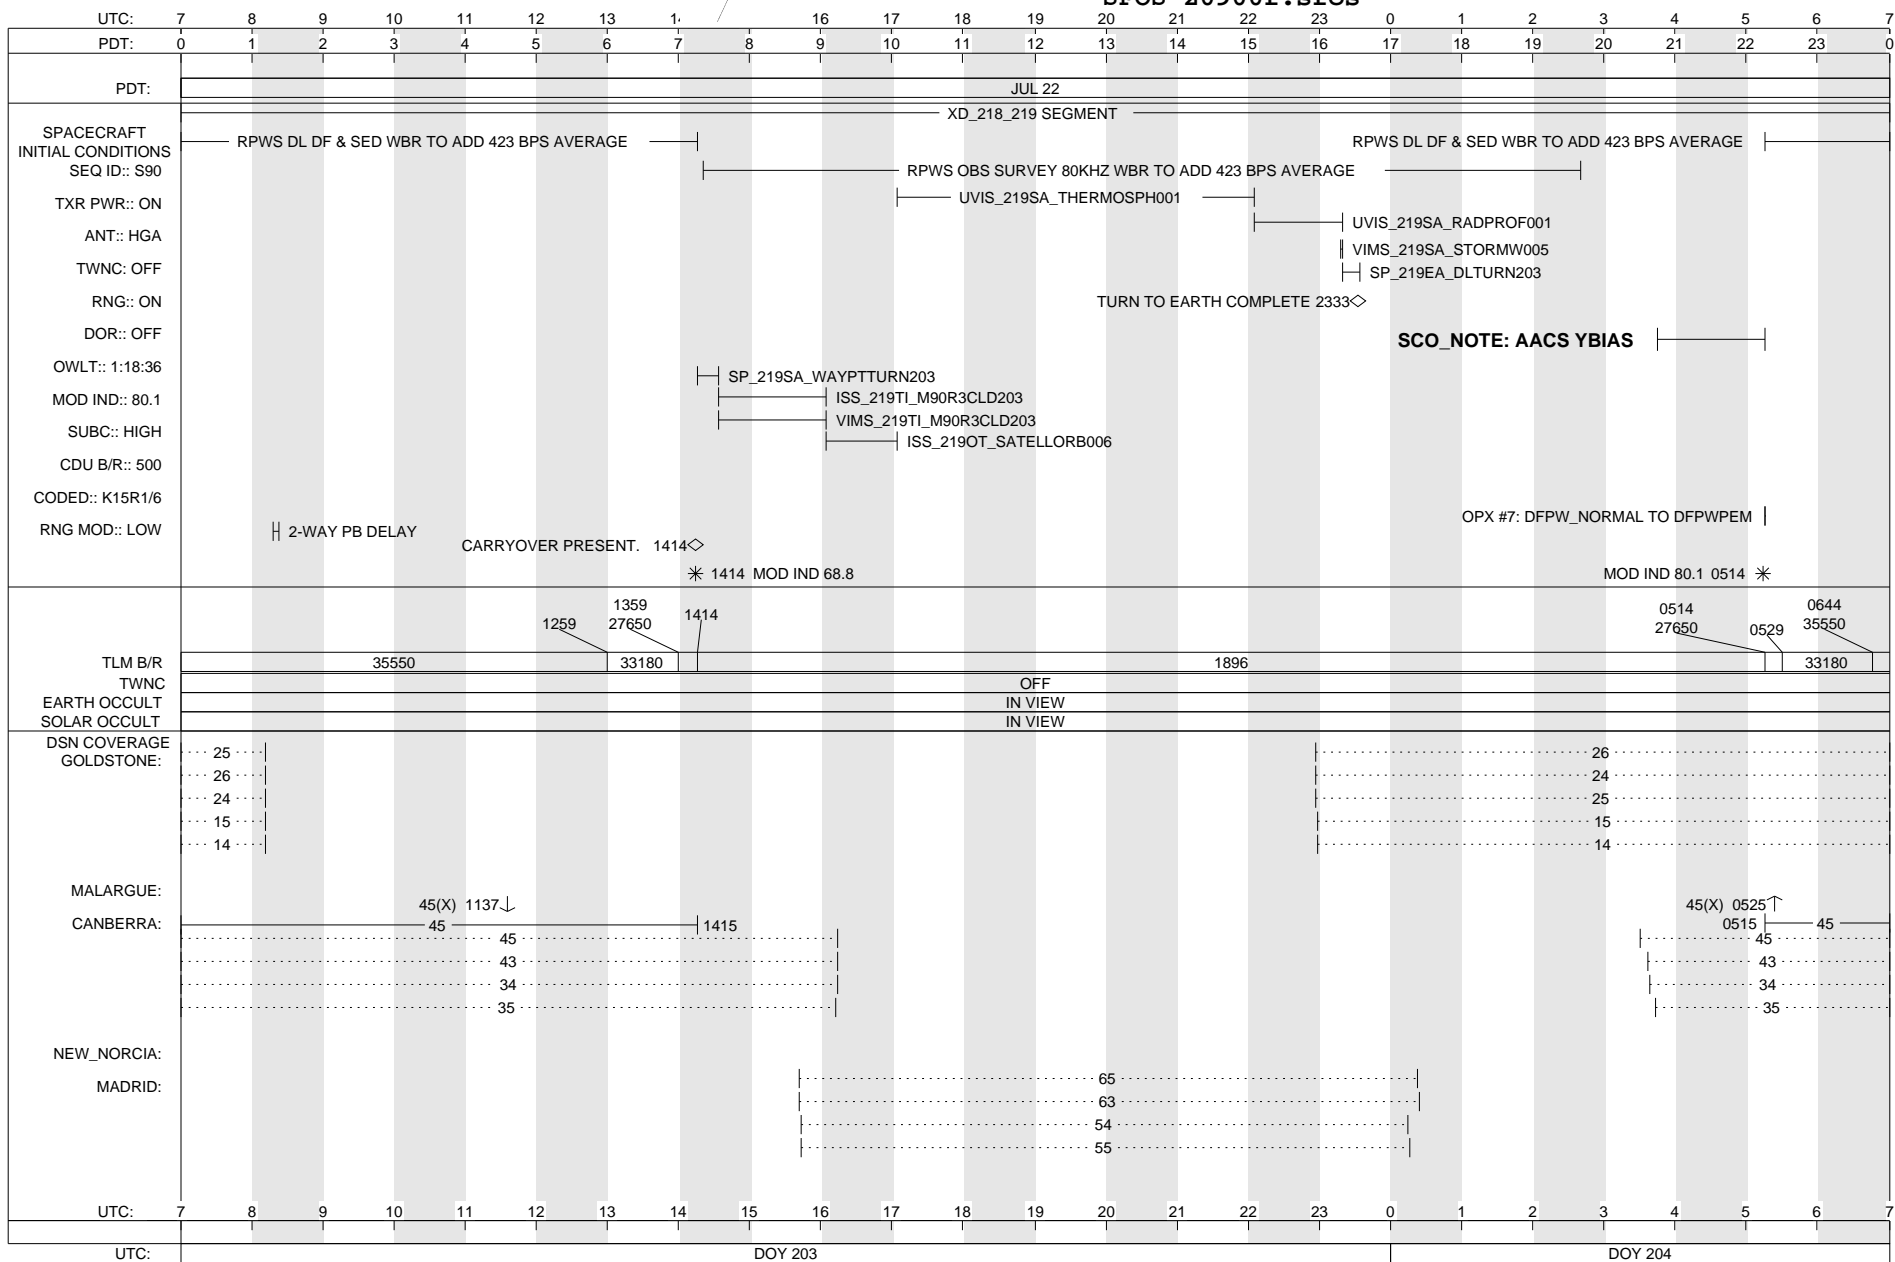 SFOS 20960F.sfos
UTC: 7 8 9 10 11 12 13 14 16 17 18 19 20 21 22 23 0 1 2 3 4 5 6 7
PDT: 0 1 2 3 4 5 6 7 8 9 10 11 12 13 14 15 16 17 18 19 20 21 22 23 0
PDT: JUL 22
XD_218_219 SEGMENT
SPACECRAFT
RPWS DL DF & SED WBR TO ADD 423 BPS AVERAGE RPWS DL DF & SED WBR TO ADD 423 BPS AVERAGE
INITIAL CONDITIONS
SEQ ID:: S90 RPWS OBS SURVEY 80KHZ WBR TO ADD 423 BPS AVERAGE
TXR PWR:: ON UVIS_219SA_THERMOSPH001
UVIS_219SA_RADPROF001
ANT:: HGA
VIMS_219SA_STORMW005
TWNC: OFF SP_219EA_DLTURN203
RNG:: ON TURN TO EARTH COMPLETE 2333
DOR:: OFF SCO_NOTE: AACS YBIAS
OWLT:: 1:18:36
SP_219SA_WAYPTTURN203
MOD IND:: 80.1 ISS_219TI_M90R3CLD203
VIMS_219TI_M90R3CLD203
SUBC:: HIGH
ISS_219OT_SATELLORB006
CDU B/R:: 500
CODED:: K15R1/6
OPX #7: DFPW_NORMAL TO DFPWPEM
RNG MOD:: LOW 2-WAY PB DELAY
CARRYOVER PRESENT. 1414
1414 MOD IND 68.8 MOD IND 80.1 0514
1359 0514 0644
1414
1259 27650 27650 0529 35550
TLM B/R 35550 33180 1896 33180
TWNC OFF
EARTH OCCULT IN VIEW
SOLAR OCCULT IN VIEW
DSN COVERAGE
GOLDSTONE:
25 26
26 24
24 25
15 15
14 14
MALARGUE:
45(X) 1137 45(X) 0525
CANBERRA: 45 1415 0515 45
45 45
43 43
34 34
35 35
NEW_NORCIA:
MADRID:
65
63
54
55
UTC: 7 8 9 10 11 12 13 14 15 16 17 18 19 20 21 22 23 0 1 2 3 4 5 6 7
UTC: DOY 203 DOY 204